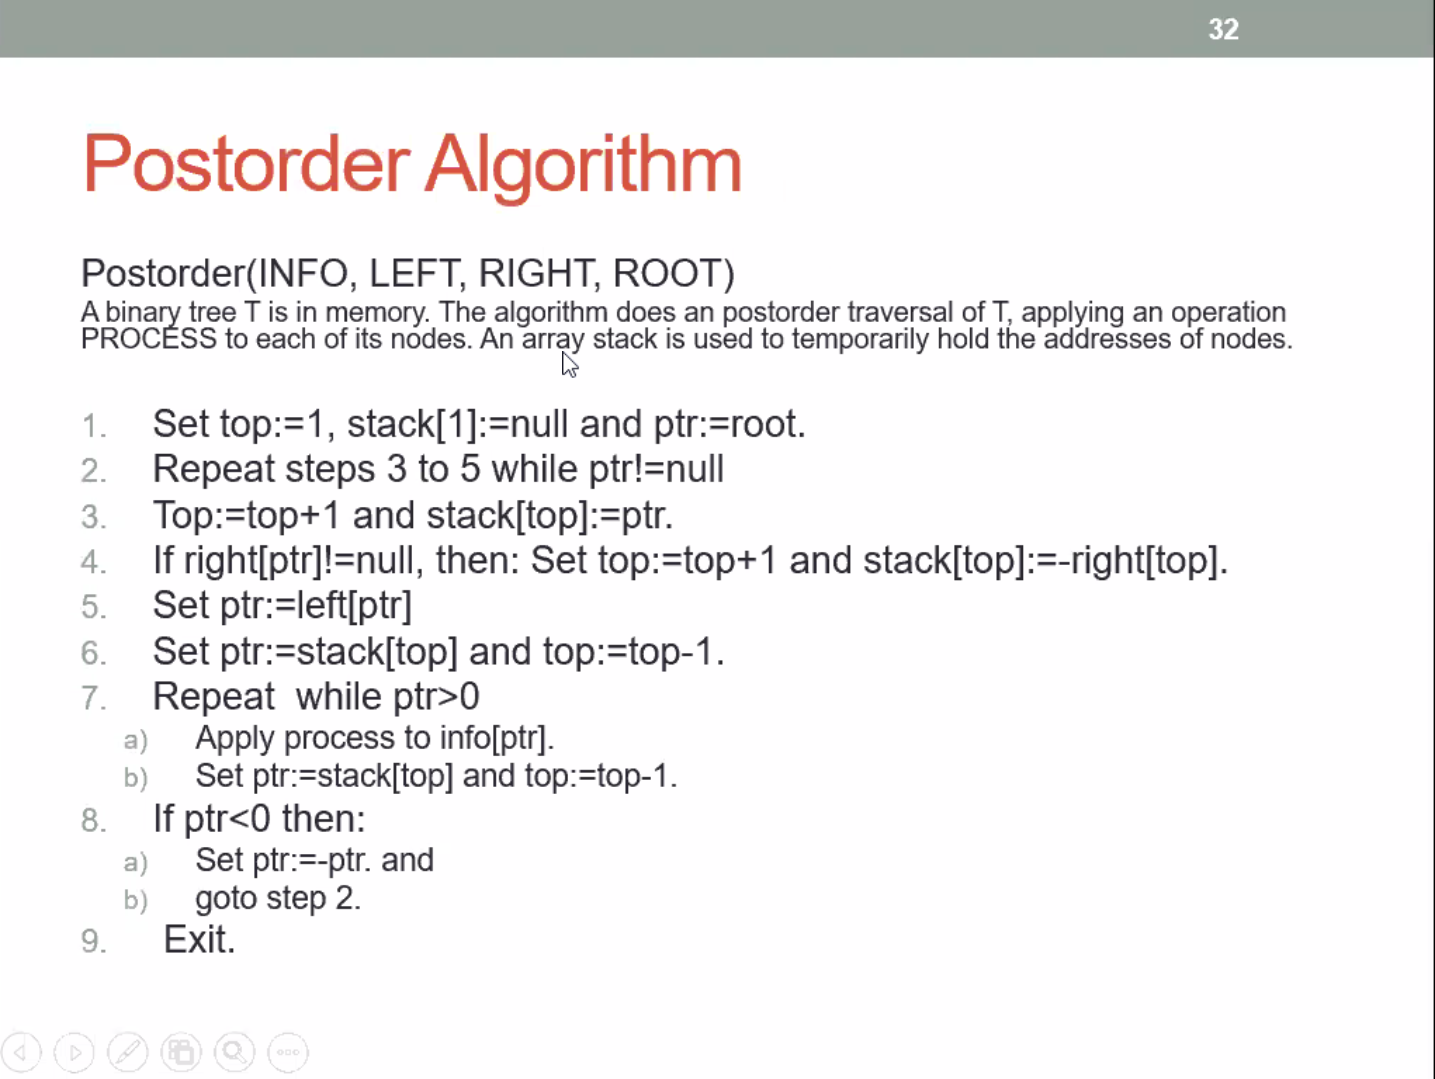 32
Postorder Algorithm
Postorder(INFO, LEFT, RIGHT, ROOT)
A binary tree T is in memory. The algorithm does an postorder traversal of T, applying an operation
PROCESS to each of its nodes. An array stack is used to temporarily hold the addresses of nodes.
1. Set top:=1, stack[1]:=null and ptr:=root.
2. Repeat steps 3 to 5 while ptr!=null
3. Top:=top+1 and stack[top]:=ptr.
4. If right[ptr]!=null, then: Set top:=top+1 and stack[top]:=-right[top].
5. Set ptr:=left[ptr]
6. Set ptr:=stack[top] and top:=top-1.
7. Repeat while ptr>0
a) Apply process to info[ptr].
b) Set ptr:=stack[top] and top:=top-1.
8. If ptr<0 then:
a) Set ptr:=-ptr. and
b) goto step 2.
9. Exit.